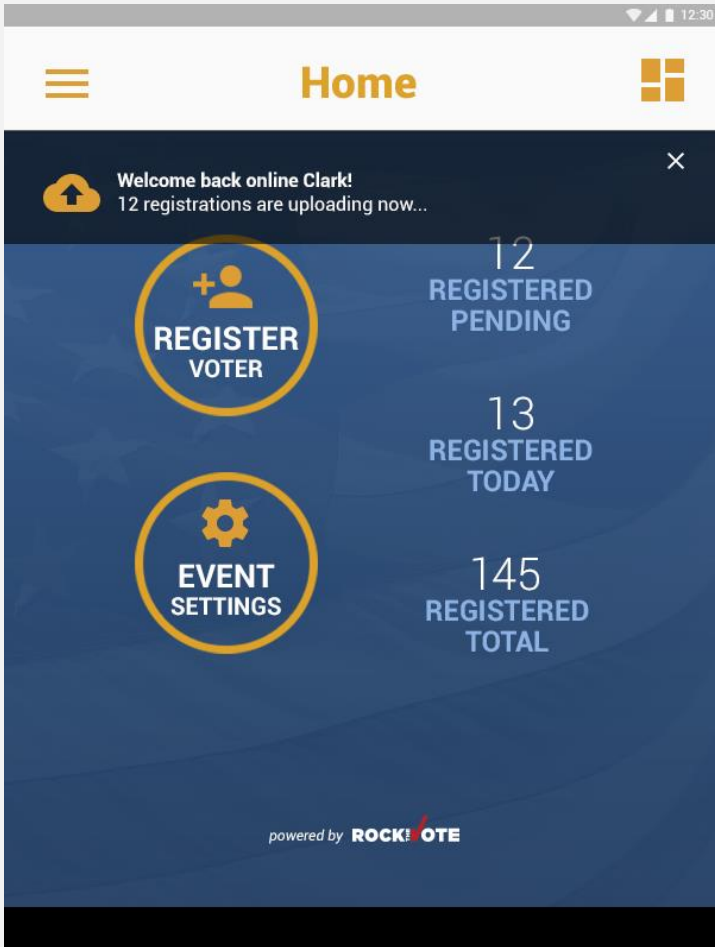 12:30
Home
Welcome back online Clark!
12 registrations are uploading now...
REGISTER
VOTER
12
REGISTERED
PENDING
13
REGISTERED
TODAY
EVENT
SETTINGS
145
REGISTERED
TOTAL
powered by ROCK THE VOTE